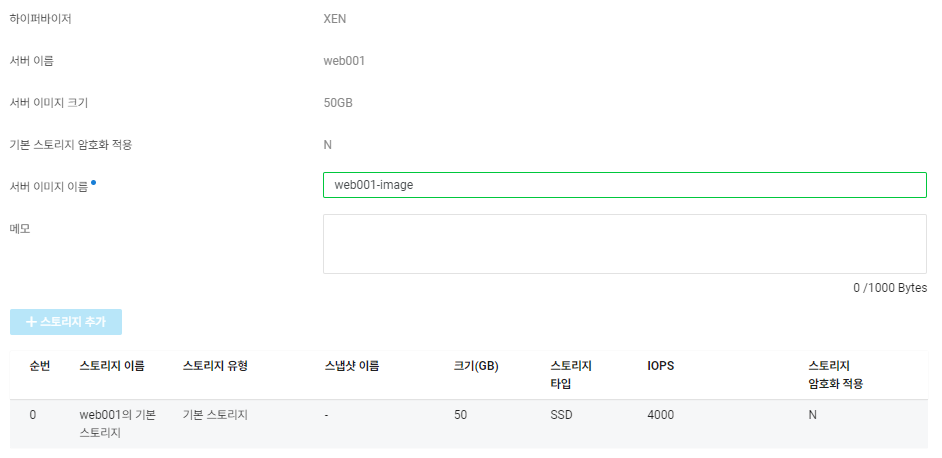 하이퍼바이저 XEN
서버 이름 web001
서버 이미지 크기 50GB
기본 스토리지 암호화 적용 N
서버 이미지 이름 web001-image
메모
0 /1000 Bytes
+ 스토리지 추가
순번 스토리지 이름 스토리지 유형 스냅샷 이름 크기(GB) 스토리지 타입 IOPS 스토리지 암호화 적용
0 web001의 기본 스토리지 기본 스토리지 - 50 SSD 4000 N